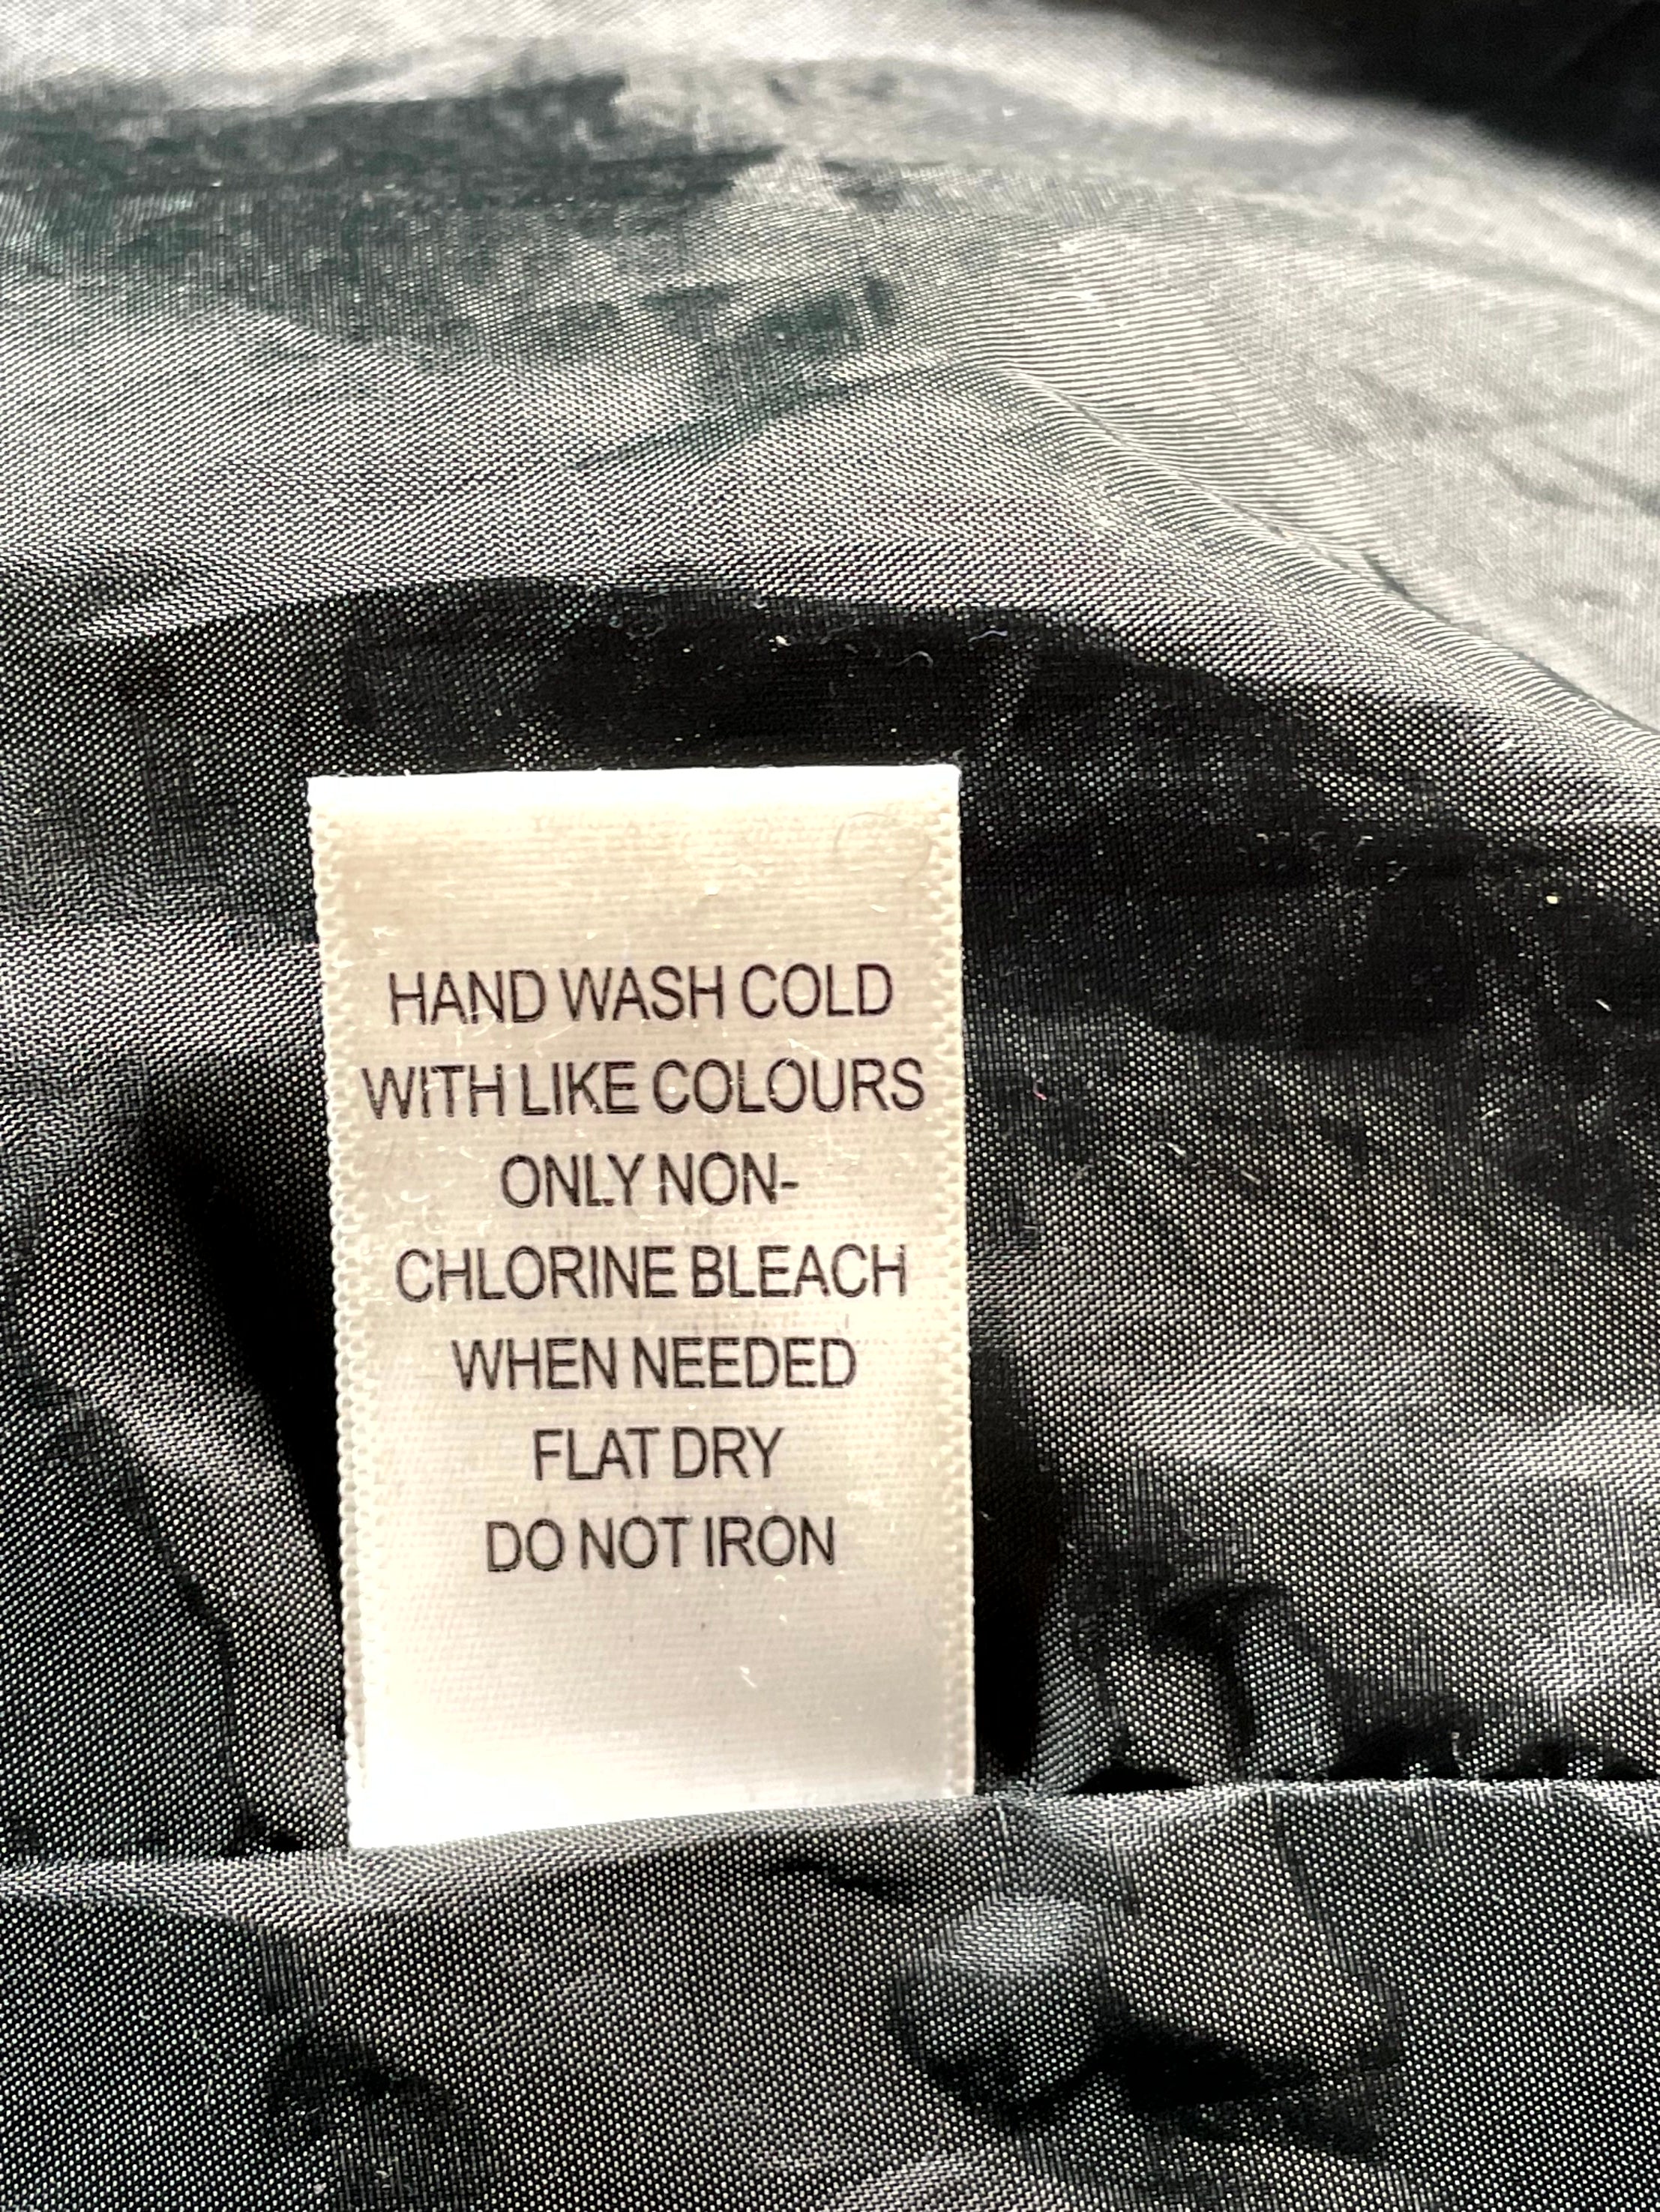 HAND WASH COLD
WITH LIKE COLOURS
ONLY NON-
CHLORINE BLEACH
WHEN NEEDED
FLAT DRY
DO NOT IRON